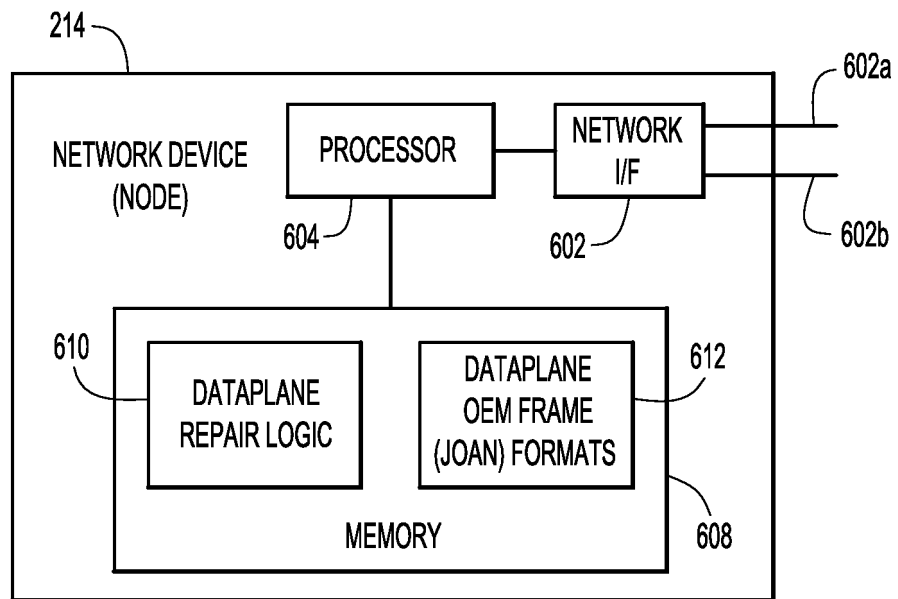 214
602a
NETWORK DEVICE
(NODE)
PROCESSOR
604
NETWORK
I/F
602
602b
610
DATAPLANE
REPAIR LOGIC
DATAPLANE
OEM FRAME
(JOAN) FORMATS
612
MEMORY
608